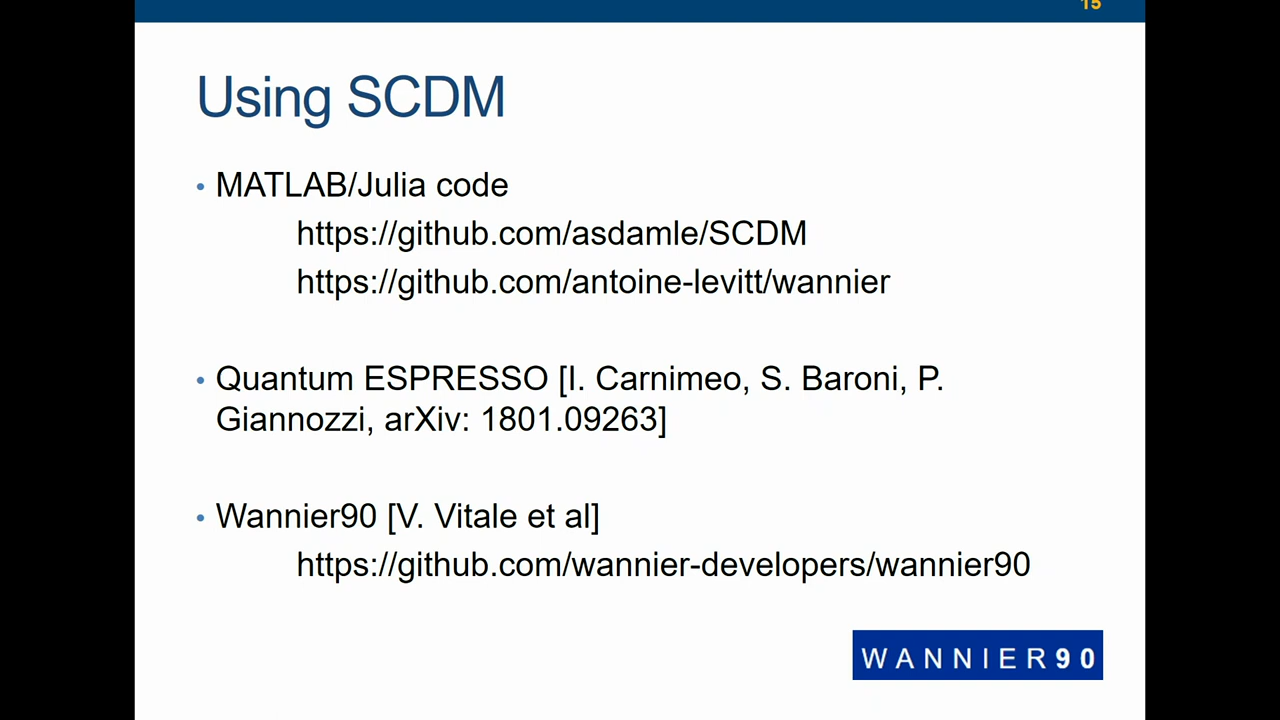 15
Using SCDM
• MATLAB/Julia code
https://github.com/asdamle/SCDM
https://github.com/antoine-levitt/wannier
• Quantum ESPRESSO [I. Carnimeo, S. Baroni, P.
Giannozzi, arXiv: 1801.09263]
• Wannier90 [V. Vitale et al]
https://github.com/wannier-developers/wannier90
WANNIER90